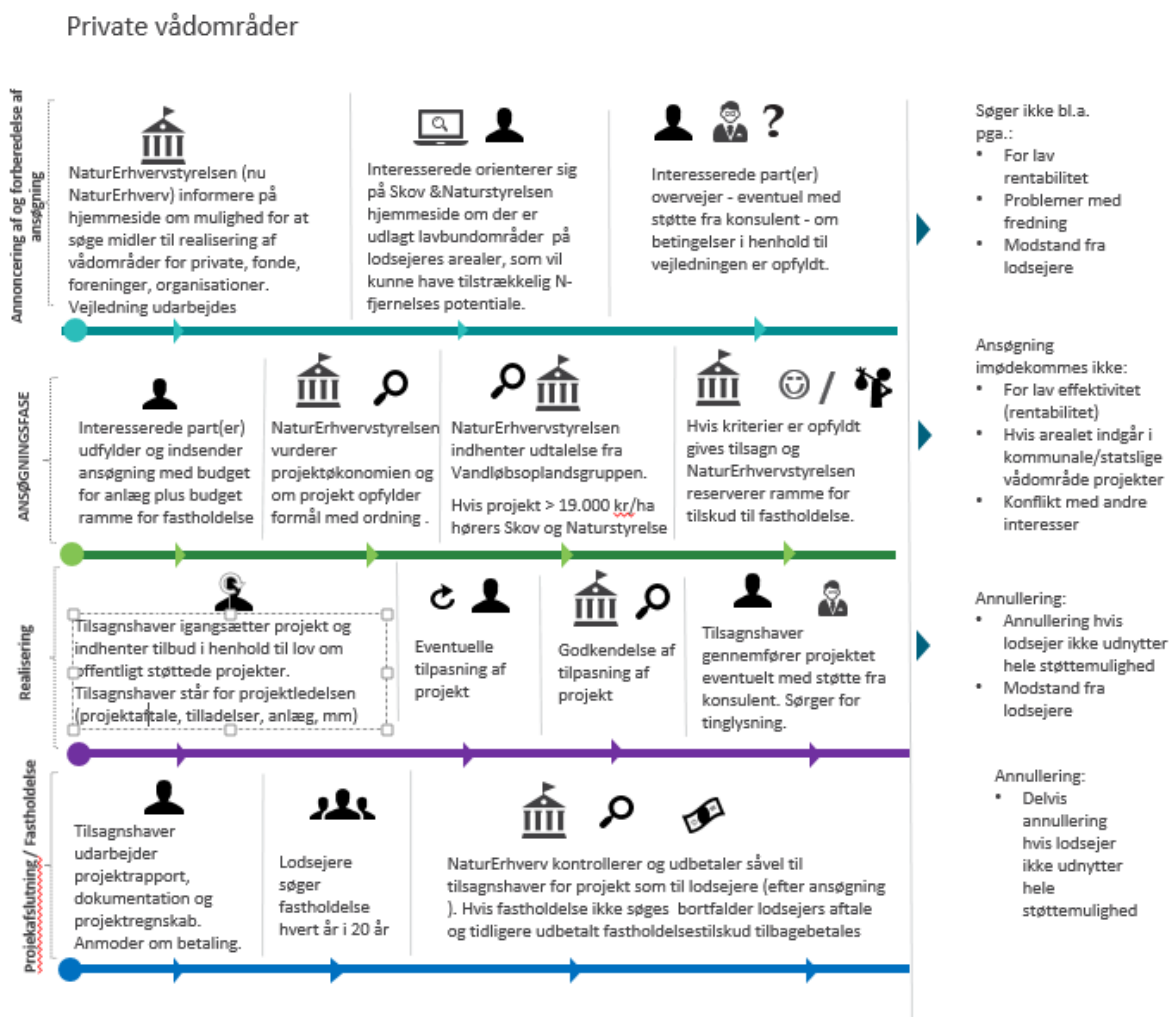 Private vådområder
Annoncering af og forberedelse af
ansøgning
NaturErhvervstyrelsen (nu
NaturErhverv) informere på
hjemmeside om mulighed for at
søge midler til realisering af
vådområder for private, fonde,
foreninger, organisationer.
Vejledning udarbejdes
Interesserede orienterer sig
på Skov &Naturstyrelsen
hjemmeside om der er
udlagt lavbundområder på
lodsejeres arealer, som vil
kunne have tilstrækkelig N-
fjernelses potentiale.
?
Interesserede part(er)
overvejer - eventuel med
støtte fra konsulent - om
betingelser i henhold til
vejledningen er opfyldt.
Søger ikke bl.a.
pga.:
• For lav
rentabilitet
• Problemer med
fredning
• Modstand fra
lodsejere
ANSØGNINGSFASE
Interesserede part(er)
udfylder og indsender
ansøgning med budget
for anlæg plus budget
ramme for fastholdelse
NaturErhvervstyrelsen
vurderer
projektøkonomien og
om projekt opfylder
formål med ordning .
NaturErhvervstyrelsen
indhenter udtalelse fra
Vandløbsoplandsgruppen.
Hvis projekt > 19.000 kr/ha
hørers Skov og Naturstyrelse
/
Hvis kriterier er opfyldt
gives tilsagn og
NaturErhvervstyrelsen
reserverer ramme for
tilskud til fastholdelse.
Ansøgning
imødekommes ikke:
• For lav effektivitet
(rentabilitet)
• Hvis arealet indgår i
kommunale/statslige
vådområde projekter
• Konflikt med andre
interesser
Realisering
Tilsagnshaver igangsætter projekt og
indhenter tilbud i henhold til lov om
offentligt støttede projekter.
Tilsagnshaver står for projektledelsen
(projektaftale, tilladelser, anlæg, mm)
Eventuelle
tilpasning af
projekt
Godkendelse af
tilpasning af
projekt
Tilsagnshaver
gennemfører projektet
eventuelt med støtte fra
konsulent. Sørger for
tinglysning.
Annullering:
• Annullering hvis
lodsejer ikke udnytter
hele støttemulighed
• Modstand fra
lodsejere
Projekafslutning / Fastholdelse
Tilsagnshaver
udarbejder
projektrapport,
dokumentation og
projektregnskab.
Anmoder om betaling.
Lodsejere
søger
fastholdelse
hvert år i 20 år
NaturErhverv kontrollerer og udbetaler såvel til
tilsagnshaver for projekt som til lodsejere (efter ansøgning
). Hvis fastholdelse ikke søges bortfalder lodsejers aftale
og tidligere udbetalt fastholdelsestilskud tilbagebetales
Annullering:
• Delvis
annullering
hvis lodsejer
ikke udnytter
hele
støttemulighed